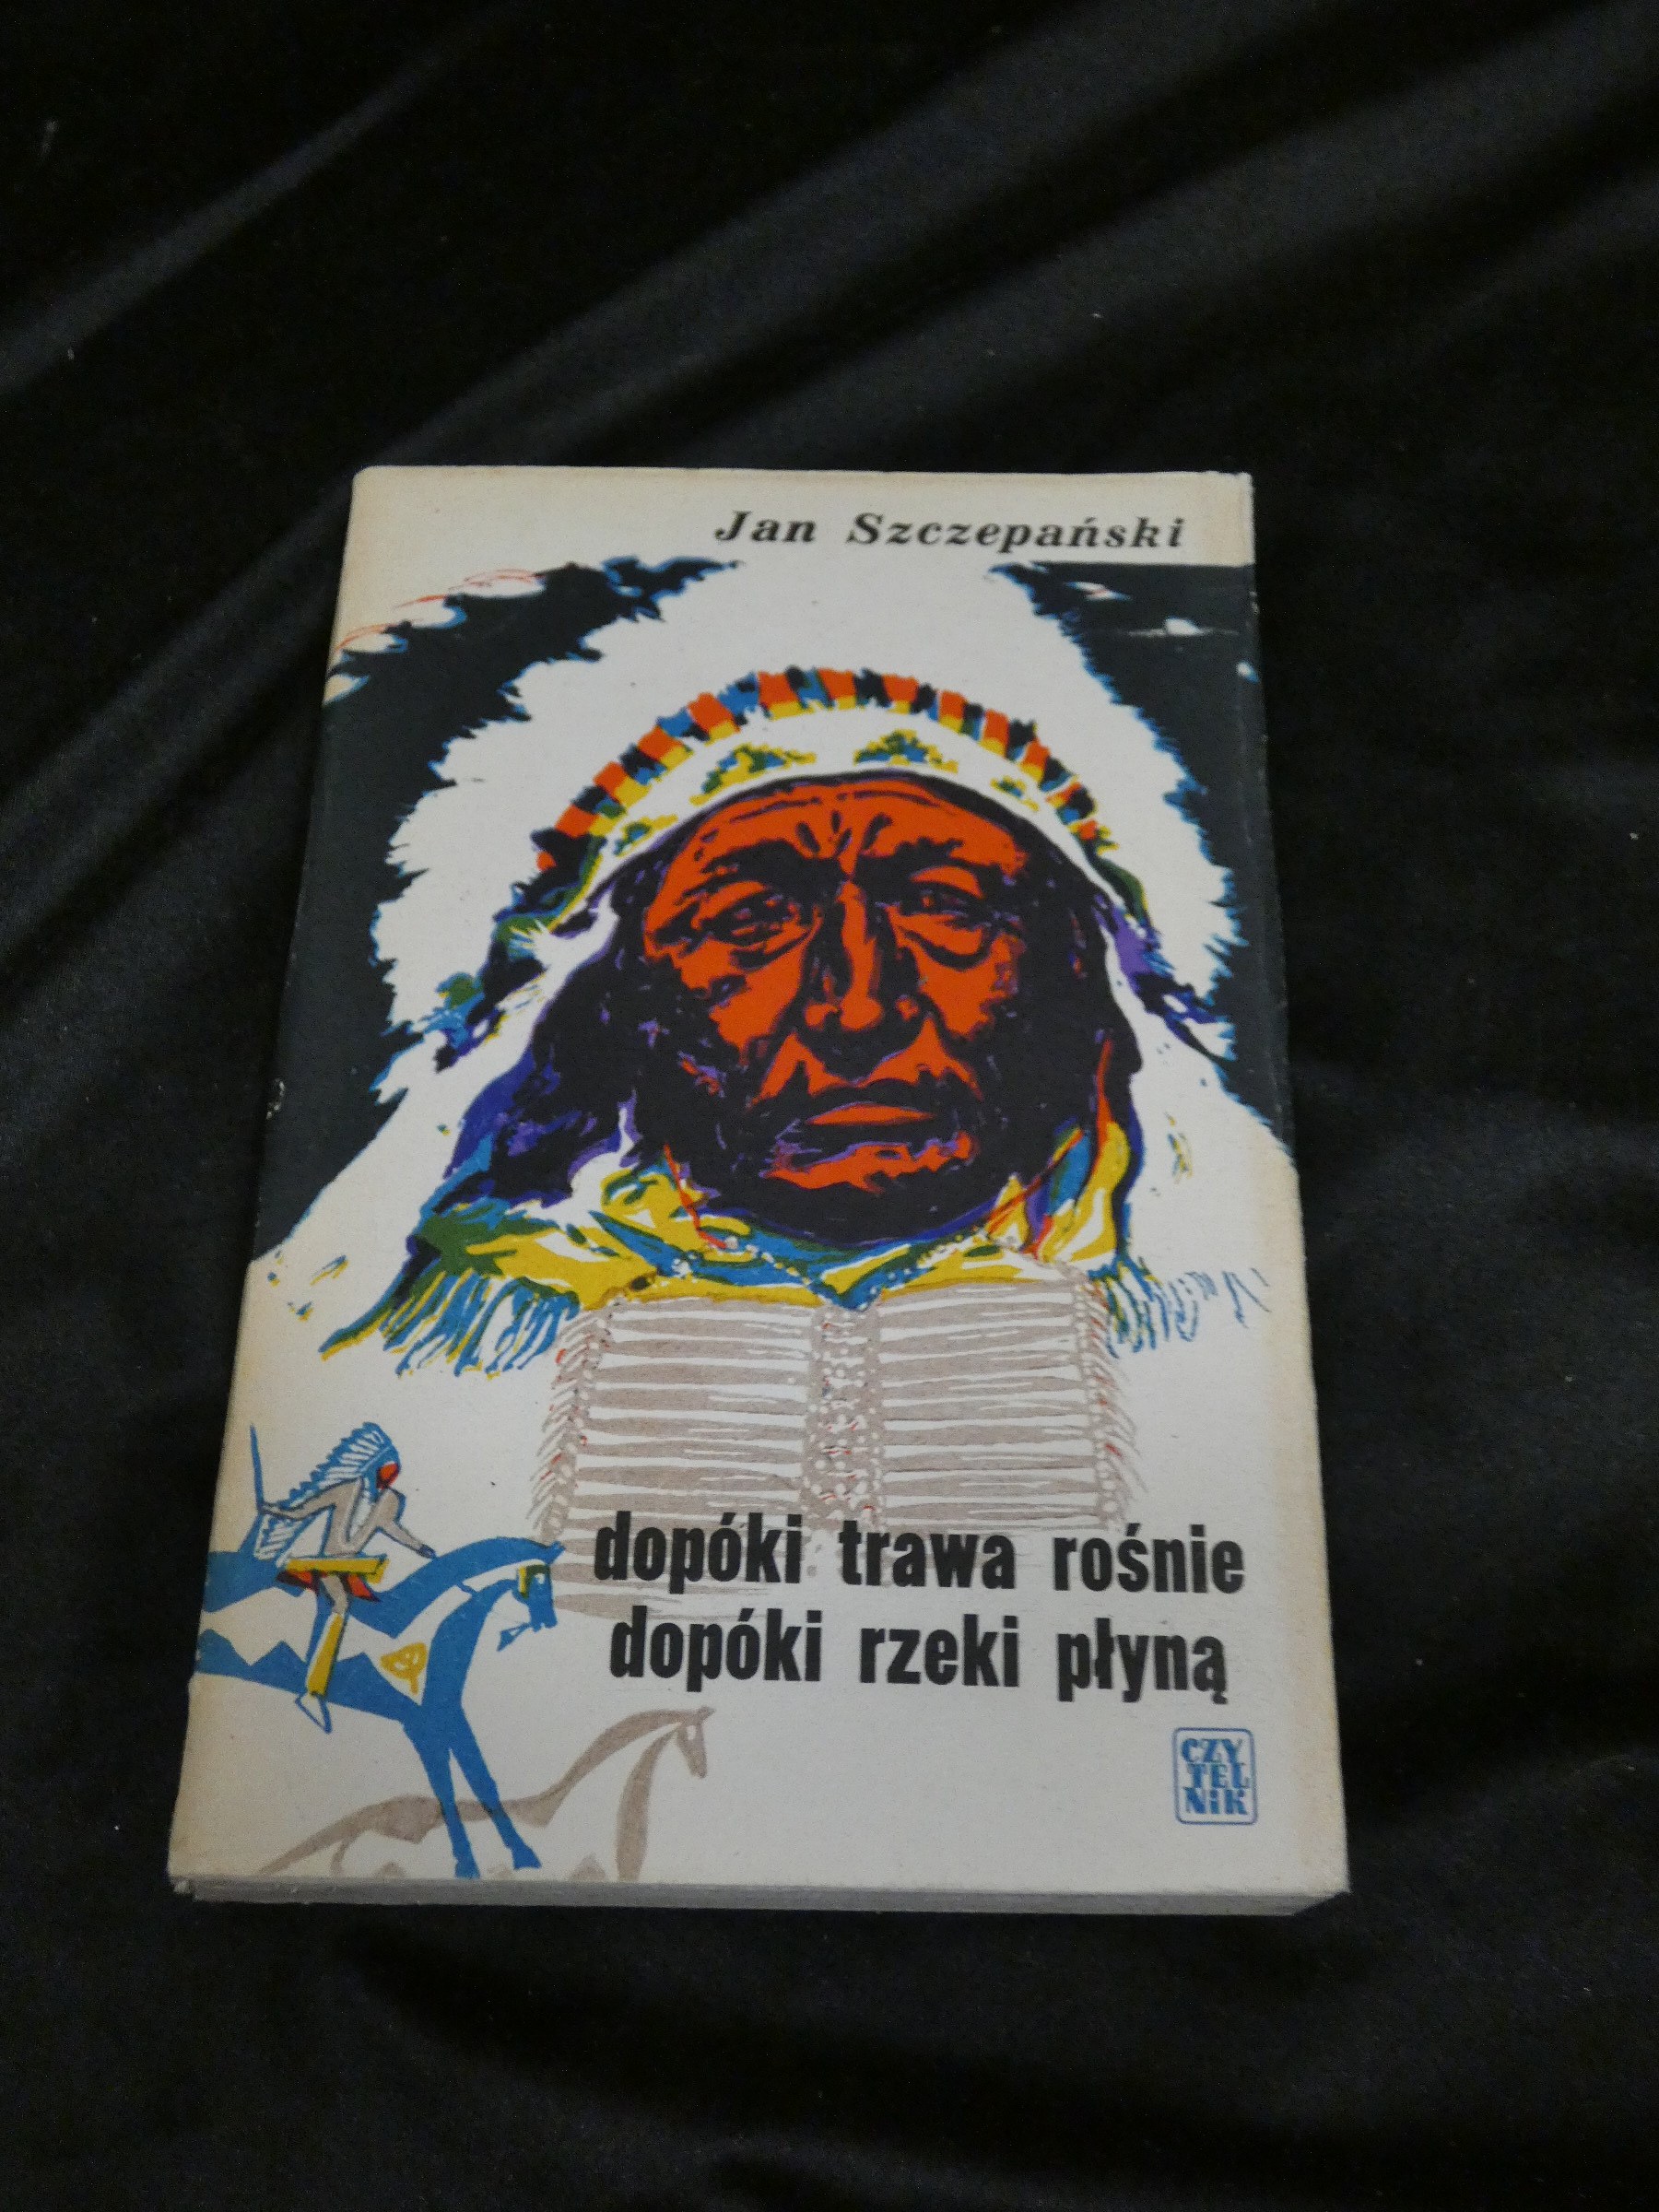 Jan Szczepański
dopóki trawa rośnie
dopóki rzeki płyną
CZY
TEL
NiK